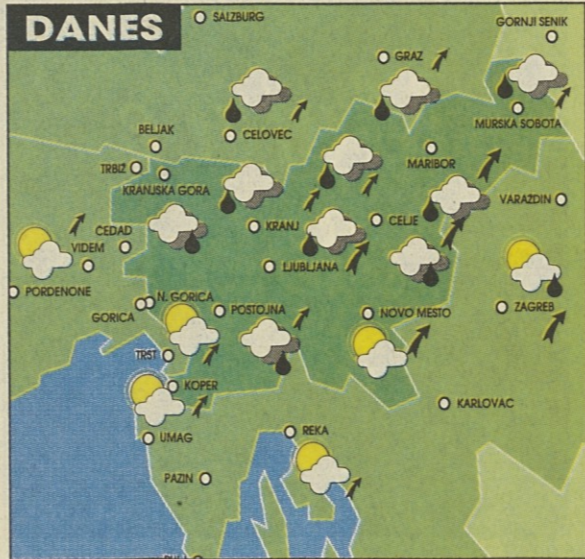 DANES
SALZBURG
GORNJI SENIK
GRAZ
MURSKA SOBOTA
CELOVEC
BELJAK
MARIBOR
TRBIŽ
KRANJSKA GORA
VARAŽDIN
KRANJ
CELJE
ČEDAD
VIDEM
LJUBLJANA
PORDENONE
N. GORICA
GORICA
POSTOJNA
NOVO MESTO
ZAGREB
TRST
KOPER
KARLOVAC
UMAG
REKA
PAZIN